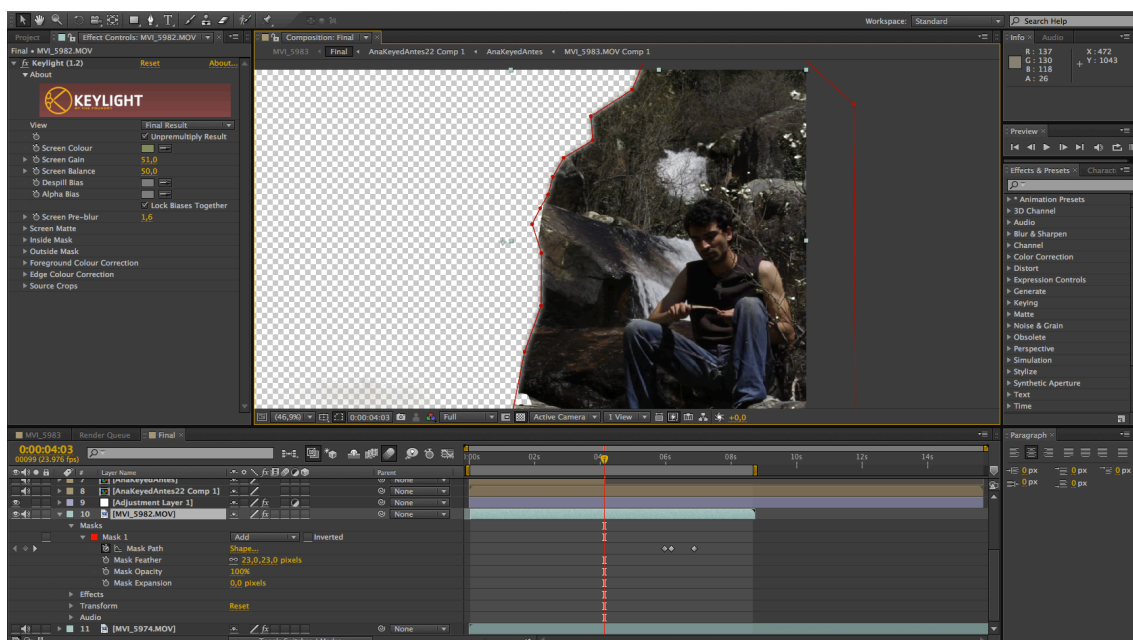 Workspace: Standard
Search Help
Project
Effect Controls: MVI_5982.MOV
Composition: Final
Info
Audio
Final • MVI_5982.MOV
MVI_5983
Final
AnaKeyedAntes22 Comp 1
AnaKeyedAntes
MVI_5983.MOV Comp 1
R: 137
G: 130
B: 118
A: 26
X: 472
Y: 1043
fx Keylight (1.2)
Reset
About...
About
KEYLIGHT
View
Final Result
Unpremultiply Result
Screen Colour
Screen Gain
51,0
Screen Balance
50,0
Despill Bias
Alpha Bias
Lock Biases Together
Screen Pre-blur
1,6
Screen Matte
Inside Mask
Outside Mask
Foreground Colour Correction
Edge Colour Correction
Source Crops
Preview
Effects & Presets
Charact
* Animation Presets
3D Channel
Audio
Blur & Sharpen
Channel
Color Correction
Distort
Expression Controls
Generate
Keying
Matte
Noise & Grain
Obsolete
Perspective
Simulation
Stylize
Synthetic Aperture
Text
Time
(46,9%)
0:00:04:03
Full
Active Camera
1 View
+0,0
MVI_5983
Render Queue
Final
Paragraph
0:00:04:03
00099 (23.976 fps)
02s
06s
08s
10s
12s
14s
# Layer Name
Parent
0 px
0 px
0 px
0 px
0 px
7 [AnaKeyedAntes]
None
8 [AnaKeyedAntes22 Comp 1]
None
9 [Adjustment Layer 1]
None
10 [MVI_5982.MOV]
None
Masks
Mask 1
Add
Inverted
Mask Path
Shape...
Mask Feather
23,0,23,0 pixels
Mask Opacity
100%
Mask Expansion
0,0 pixels
Effects
Transform
Reset
Audio
11 [MVI_5974.MOV]
None